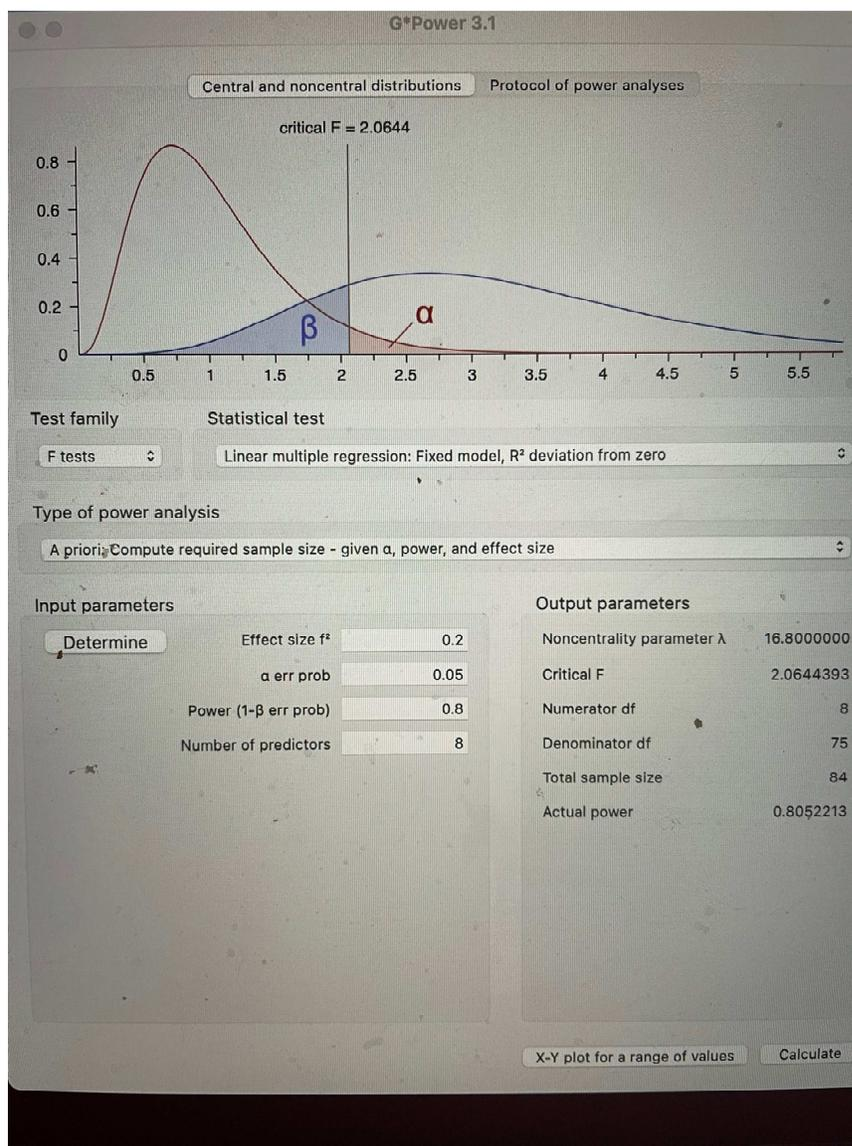 G*Power 3.1
Central and noncentral distributions Protocol of power analyses
critical F = 2.0644
0.8
0.6
0.4
0.2
0
β
α
0.5 1 1.5 2 2.5 3 3.5 4 4.5 5 5.5
Test family Statistical test
F tests Linear multiple regression: Fixed model, R² deviation from zero
Type of power analysis
A priori: Compute required sample size - given α, power, and effect size
Input parameters Output parameters
Determine Effect size f² 0.2 Noncentrality parameter λ 16.8000000
α err prob 0.05 Critical F 2.0644393
Power (1-β err prob) 0.8 Numerator df 8
Number of predictors 8 Denominator df 75
Total sample size 84
Actual power 0.8052213
X-Y plot for a range of values Calculate